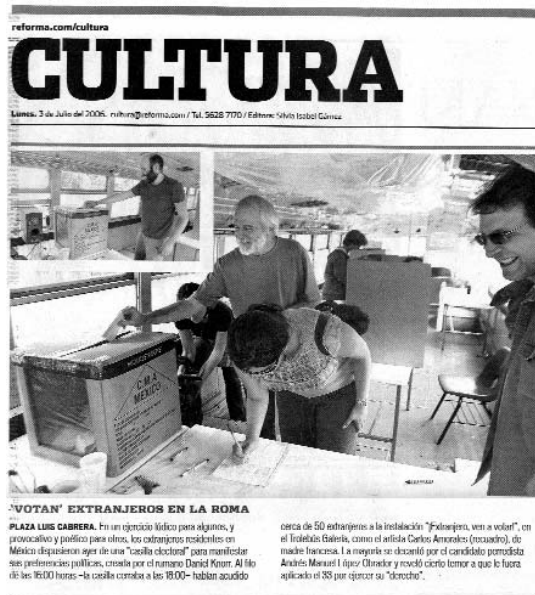 reforma.com/cultura
CULTURA
Lunes. 3 de Julio del 2006. cultura@reforma.com / Tel. 5628 7170 / Editora: Silvia Isabel Gámez
C.M.A
MÉXICO
'VOTAN' EXTRANJEROS EN LA ROMA
PLAZA LUIS CABRERA. En un ejercicio lúdico para algunos, y
provocativo y poético para otros, los extranjeros residentes en
México dispusieron ayer de una "casilla electoral" para manifestar
sus preferencias políticas, creada por el rumano Daniel Knorr. Al filo
de las 16:00 horas –la casilla cerraba a las 18:00– habían acudido
cerca de 50 extranjeros a la instalación "¡Extranjero, ven a votar!", en
el Trolebús Galería, como el artista Carlos Amorales (recuadro), de
madre francesa. La mayoría se decantó por el candidato perredista
Andrés Manuel López Obrador y reveló cierto temor a que le fuera
aplicado el 33 por ejercer su "derecho".